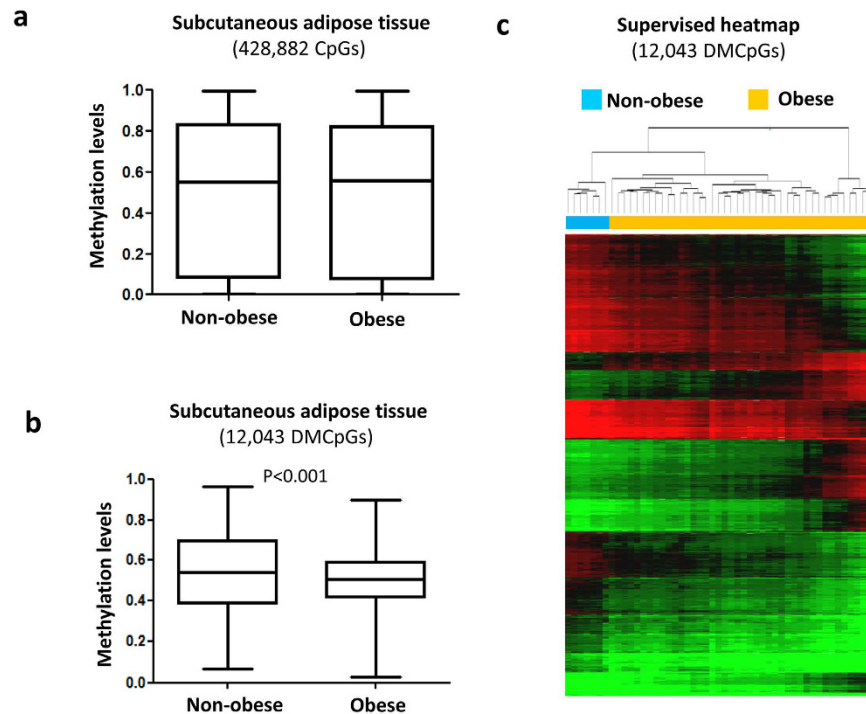 a
Subcutaneous adipose tissue
(428,882 CpGs)
Methylation levels
1.0
0.8
0.6
0.4
0.2
0.0
Non-obese
Obese
b
Subcutaneous adipose tissue
(12,043 DMCpGs)
P<0.001
Methylation levels
1.0
0.8
0.6
0.4
0.2
0.0
Non-obese
Obese
c
Supervised heatmap
(12,043 DMCpGs)
Non-obese
Obese